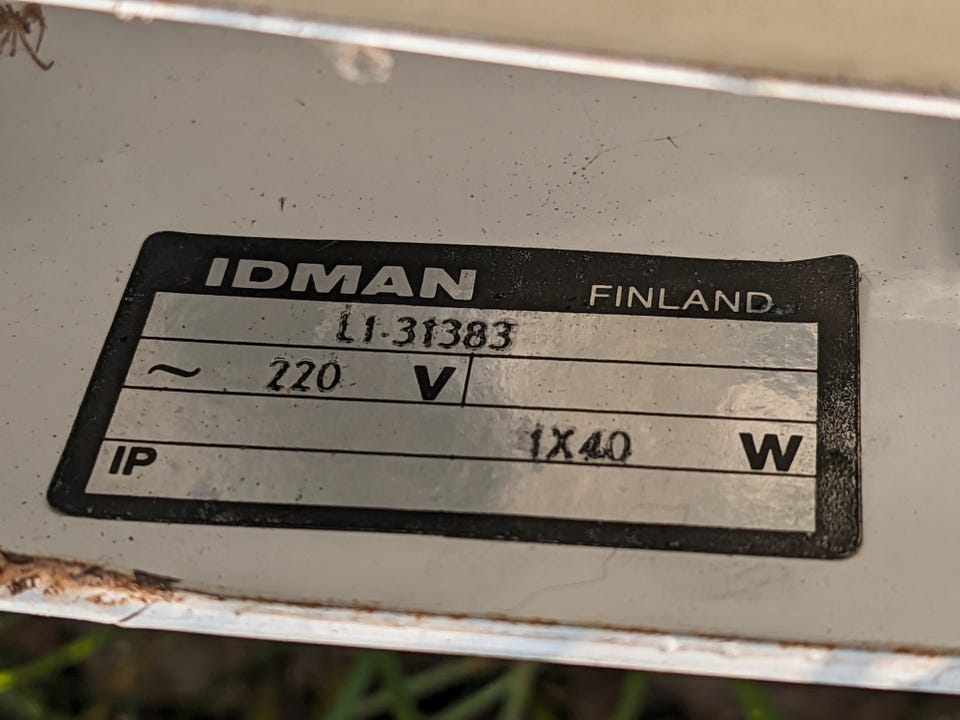 IDMAN FINLAND
L1-31383
~ 220 V
1X40 W
IP